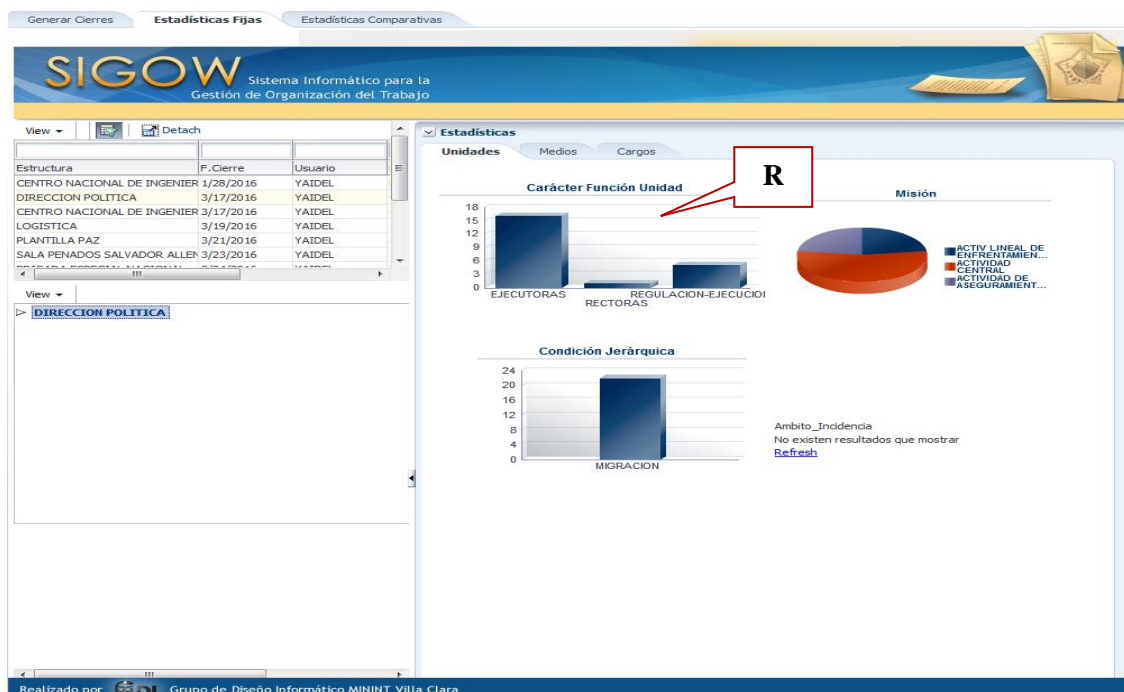 Generar Cierres Estadísticas Fijas Estadísticas Comparativas
SIGOW Sistema Informático para la
Gestión de Organización del Trabajo
View Detach
Estructura F.Cierre Usuario
CENTRO NACIONAL DE INGENIER 1/28/2016 YAIDEL
DIRECCION POLITICA 3/17/2016 YAIDEL
CENTRO NACIONAL DE INGENIER 3/17/2016 YAIDEL
LOGISTICA 3/19/2016 YAIDEL
PLANTILLA PAZ 3/21/2016 YAIDEL
SALA PENADOS SALVADOR ALLEN 3/23/2016 YAIDEL
View
DIRECCION POLITICA
Estadísticas
Unidades Medios Cargos
R
Carácter Función Unidad
18
15
12
9
6
3
0
EJECUTORAS REGULACION-EJECUCIOI
RECTORAS
Misión
ACTIV LINEAL DE
ENFRENTAMIEN...
ACTIVIDAD
CENTRAL
ACTIVIDAD DE
ASEGURAMIENT...
Condición Jerárquica
24
20
16
12
8
4
0
MIGRACION
Ambito_Incidencia
No existen resultados que mostrar
Refresh
Realizado por GDI Grupo de Diseño Informático MININT Villa Clara